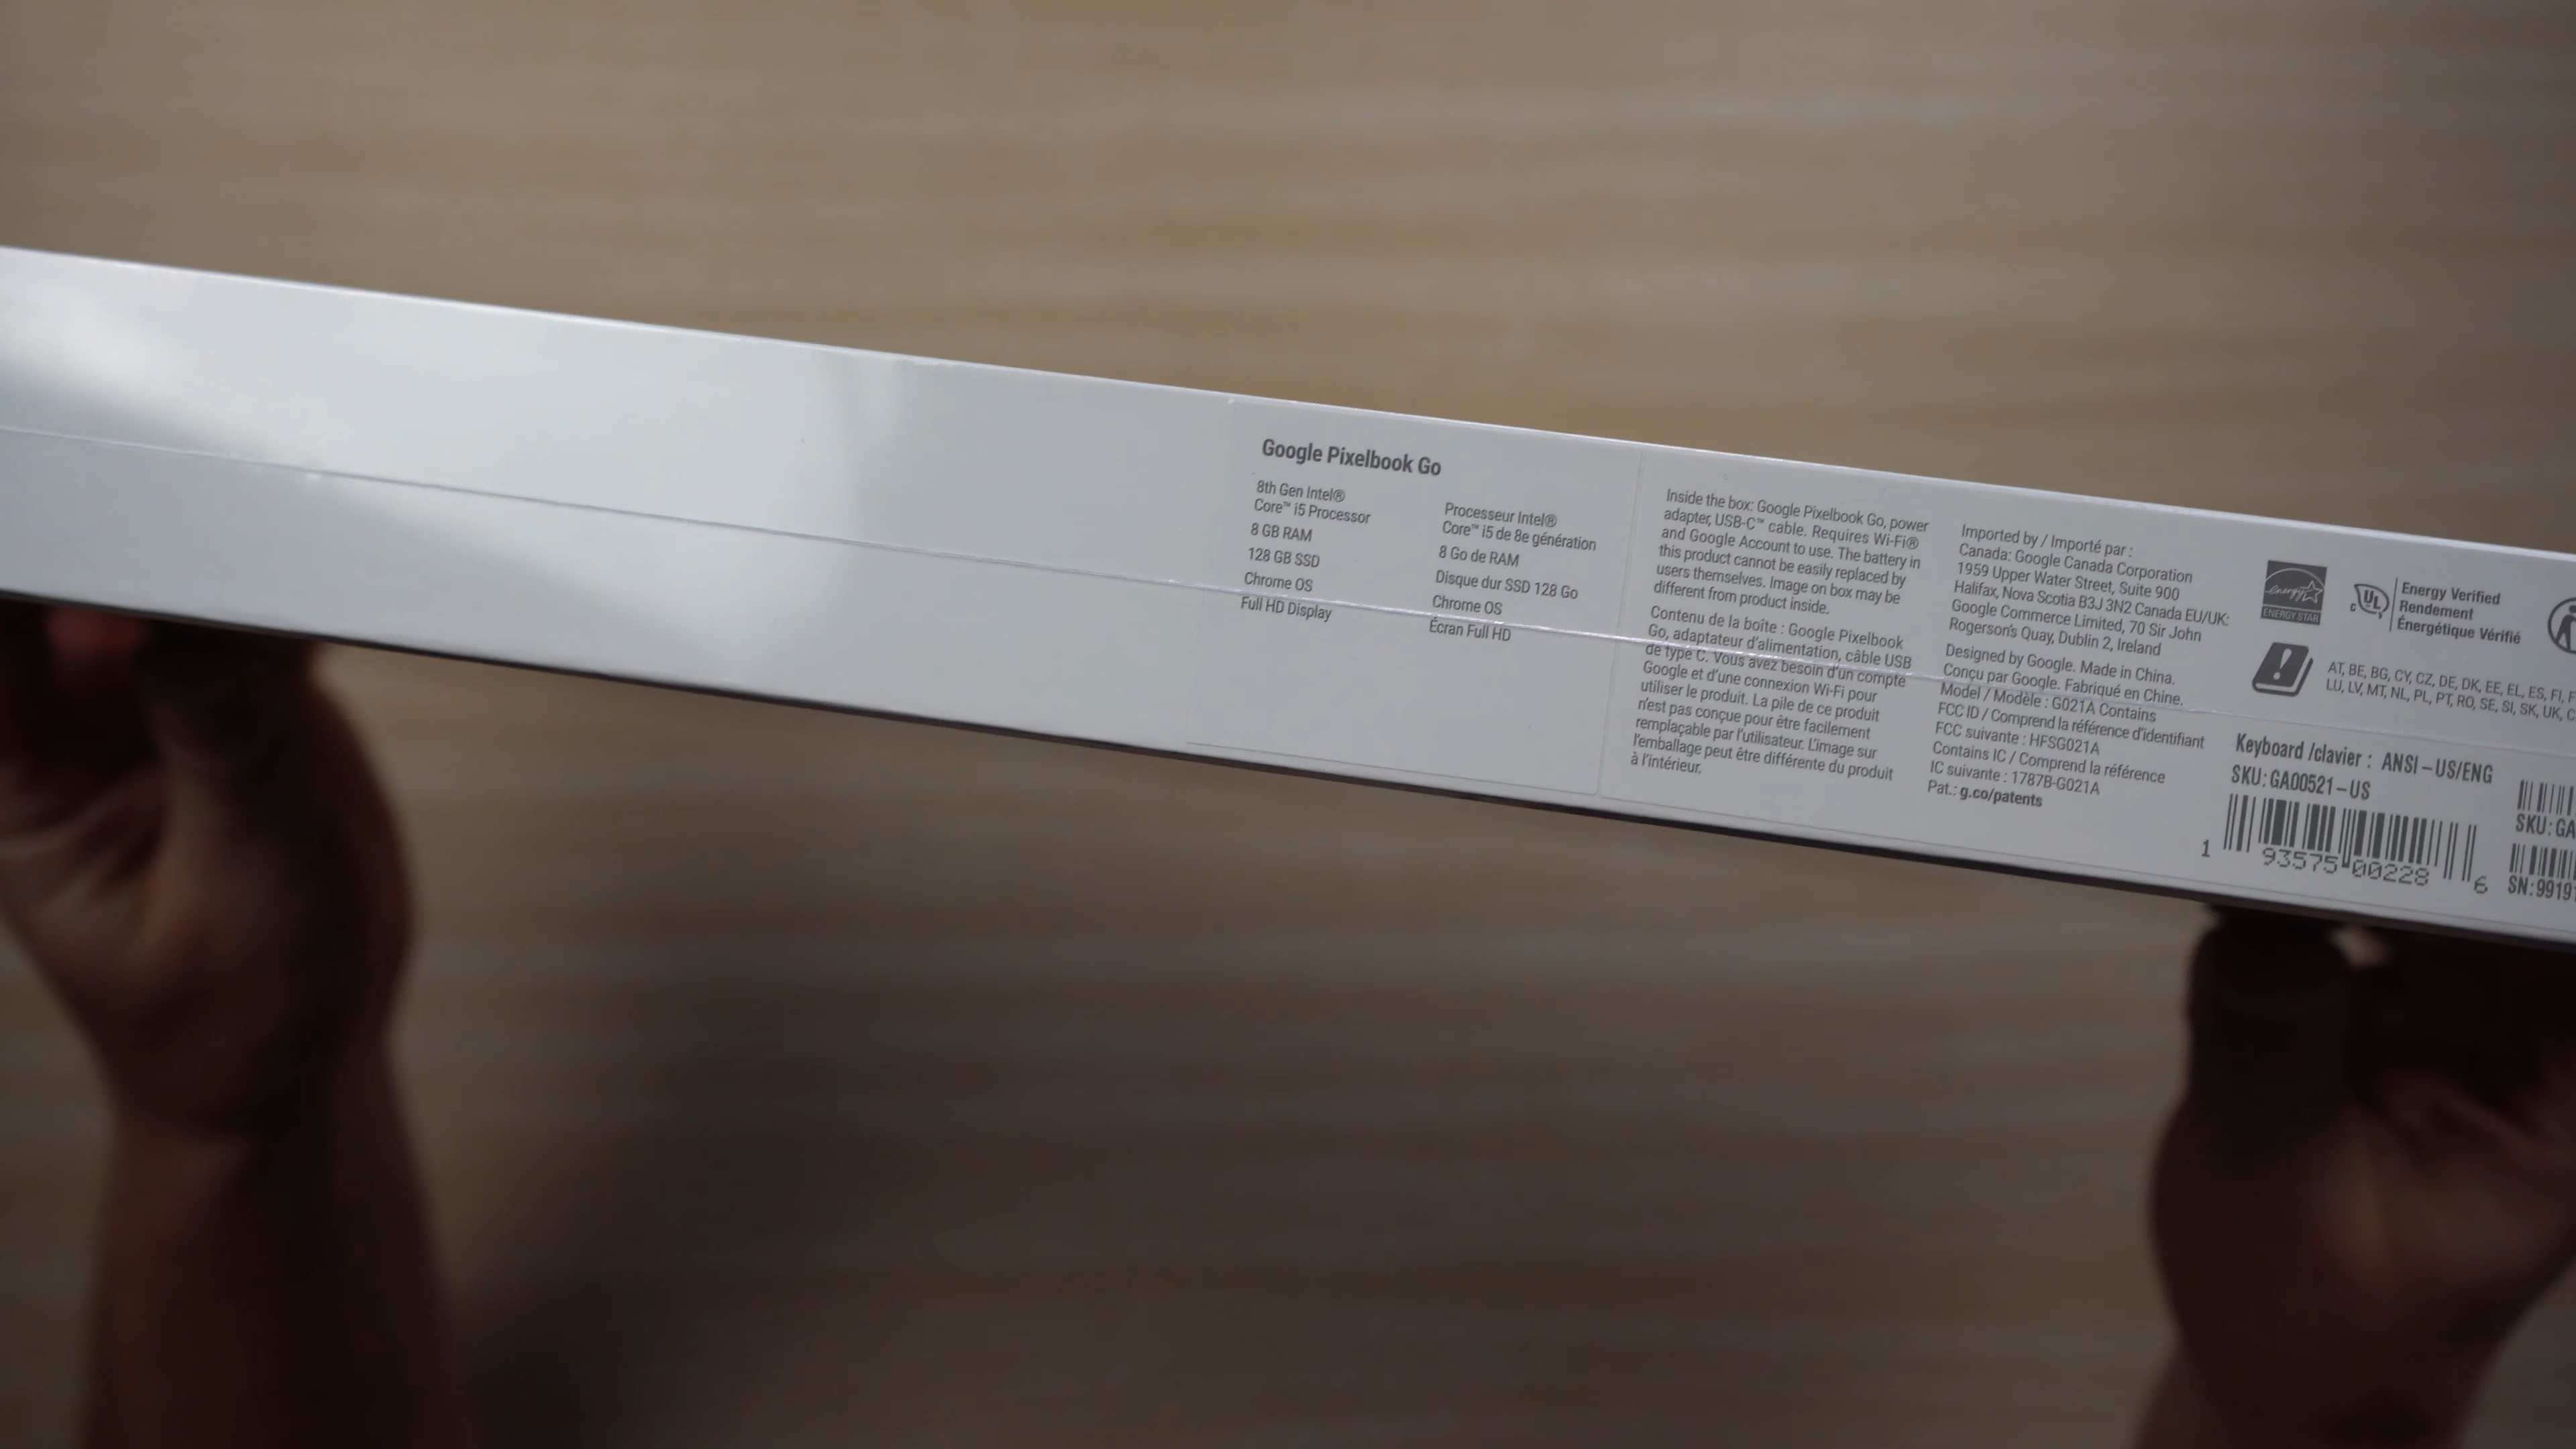 Google Pixelbook Go
8th Gen Intel®
Core™ i5 Processor
8 GB RAM
128 GB SSD
Chrome OS
Full HD Display
Processeur Intel®
Core™ i5 de 8e génération
8 Go de RAM
Disque dur SSD 128 Go
Chrome OS
Écran Full HD
Inside the box: Google Pixelbook Go, power
adapter, USB-C™ cable. Requires Wi-Fi®
and Google Account to use. The battery in
this product cannot be easily replaced by
users themselves. Image on box may be
different from product inside.
Contenu de la boîte : Google Pixelbook
Go, adaptateur d'alimentation, câble USB
de type C. Vous avez besoin d'un compte
Google et d'une connexion Wi-Fi pour
utiliser le produit. La pile de ce produit
n'est pas conçue pour être facilement
remplaçable par l'utilisateur. L'image sur
l'emballage peut être différente du produit
à l'intérieur.
Imported by / Importé par :
Canada: Google Canada Corporation
1959 Upper Water Street, Suite 900
Halifax, Nova Scotia B3J 3N2 Canada EU/UK:
Google Commerce Limited, 70 Sir John
Rogerson's Quay, Dublin 2, Ireland
Designed by Google. Made in China.
Conçu par Google. Fabriqué en Chine.
Model / Modèle : G021A Contains
FCC ID / Comprend la référence d'identifiant
FCC suivante : HFSG021A
Contains IC / Comprend la référence
IC suivante : 1787B-G021A
Pat.: g.co/patents
energy
ENERGY STAR
c UL
Energy Verified
Rendement
Énergétique Vérifié
AT, BE, BG, CY, CZ, DE, DK, EE, EL, ES, FI,
LU, LV, MT, NL, PL, PT, RO, SE, SI, SK, UK,
Keyboard /clavier : ANSI – US/ENG
SKU: GA00521–US
1 93575 00228 6
SKU: GA
SN: 9919